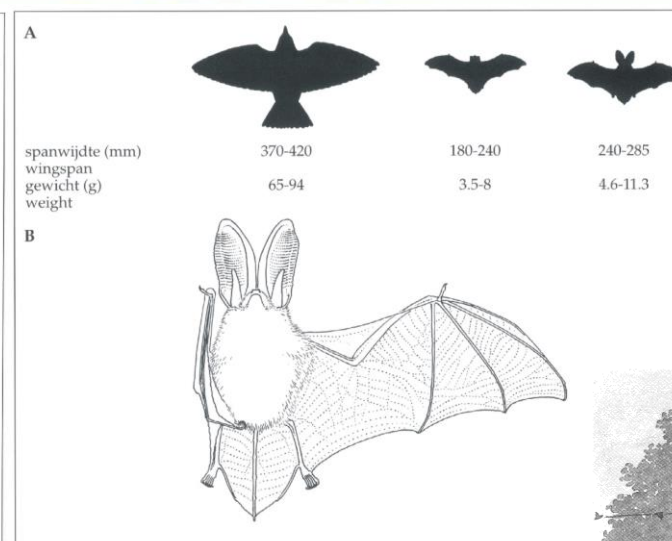 A
spanwijdte (mm) 370-420 180-240 240-285
wingspan
gewicht (g) 65-94 3.5-8 4.6-11.3
weight
B